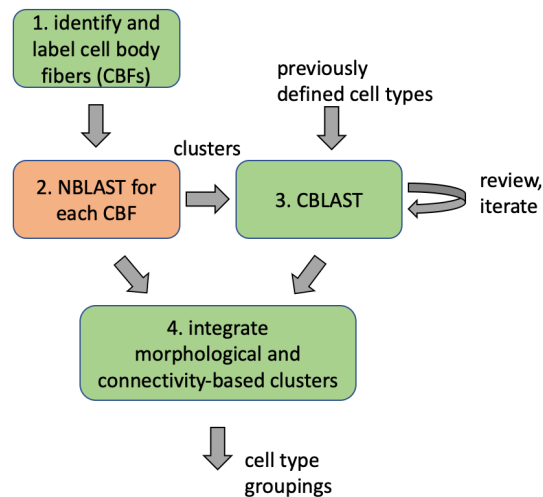 1. identify and
label cell body
fibers (CBFs)
previously
defined cell types
clusters
2. NBLAST for
each CBF
3. CBLAST
review,
iterate
4. integrate
morphological and
connectivity-based clusters
cell type
groupings